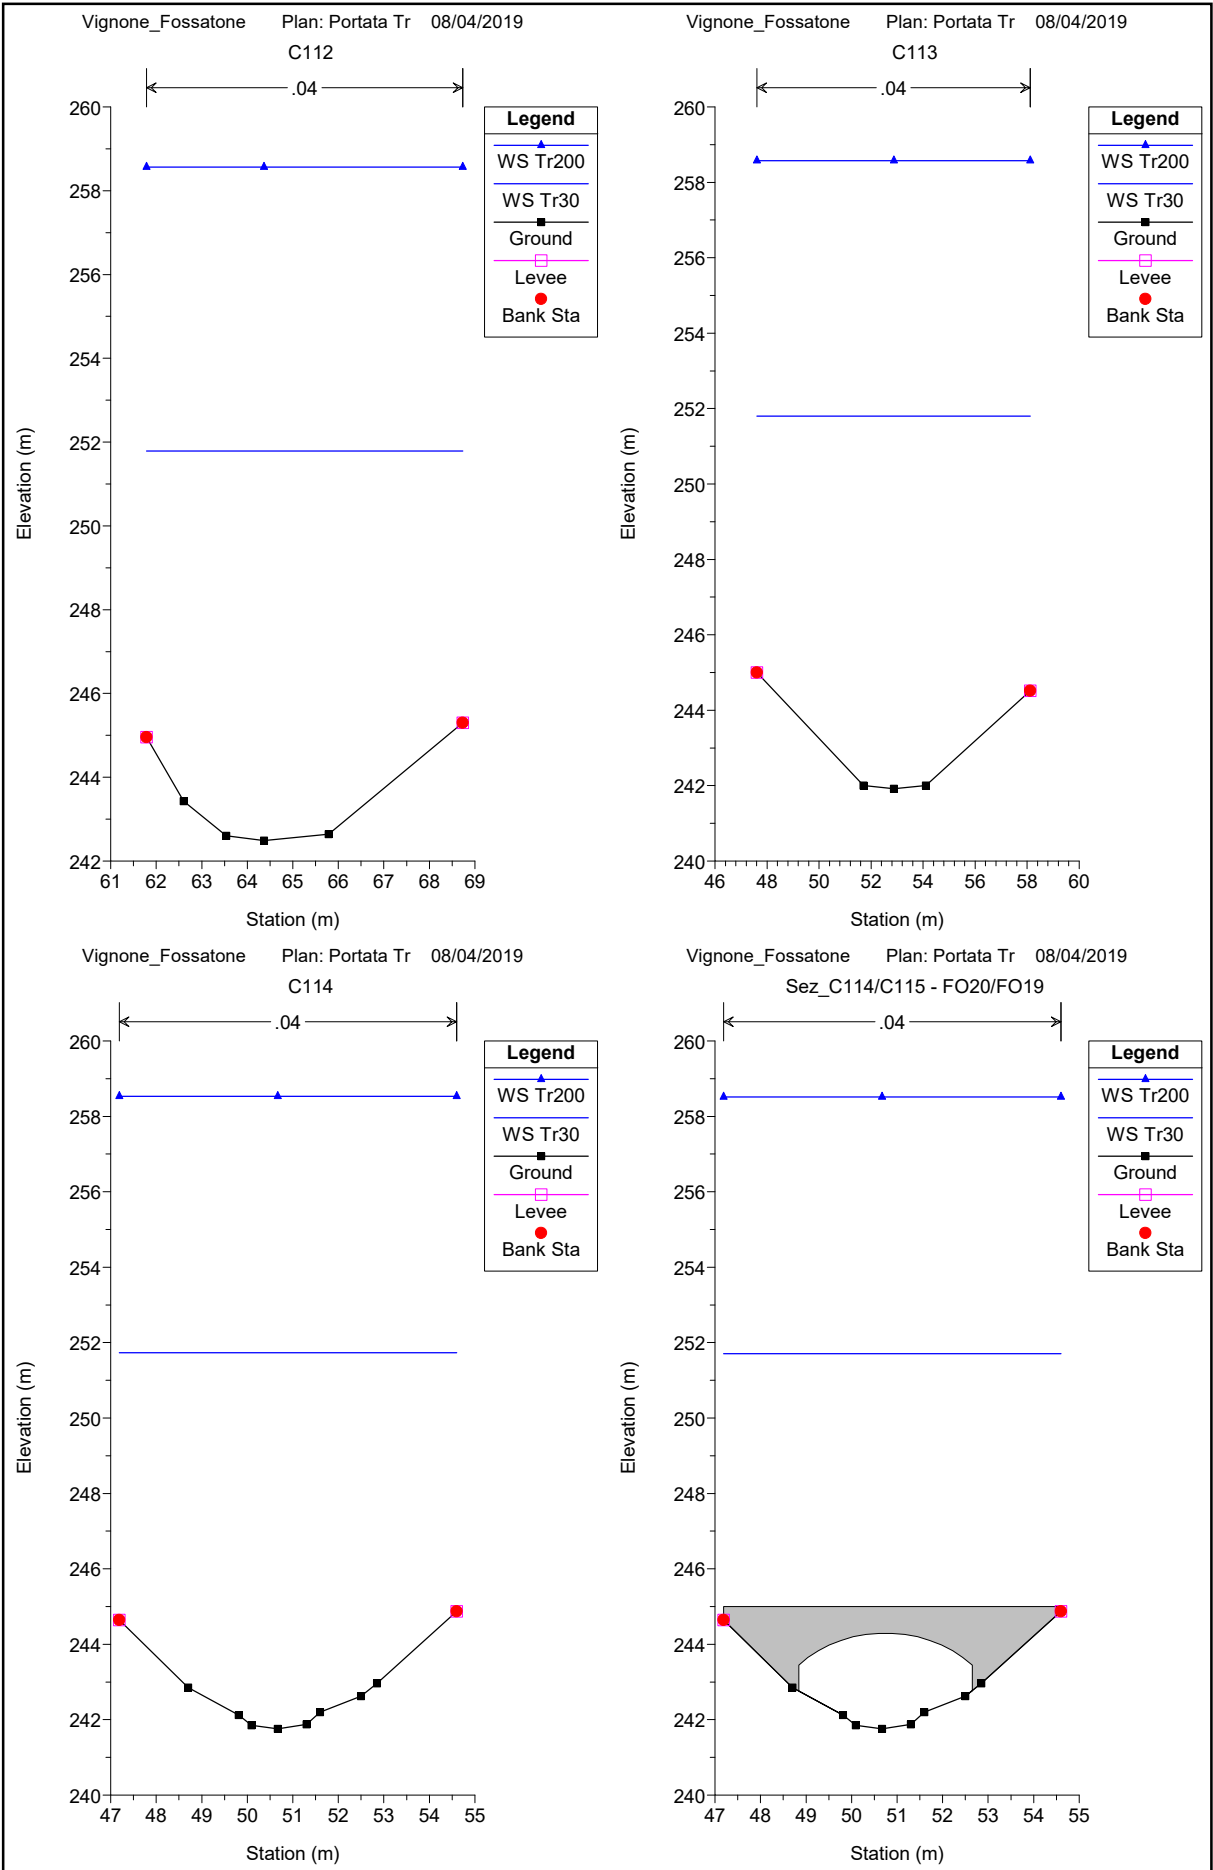 Vignone_Fossatone Plan: Portata Tr 08/04/2019
C112
.04
Legend
WS Tr200
WS Tr30
Ground
Levee
Bank Sta
260
258
256
254
252
250
248
246
244
242
Elevation (m)
61 62 63 64 65 66 67 68 69
Station (m)
Vignone_Fossatone Plan: Portata Tr 08/04/2019
C113
.04
Legend
WS Tr200
WS Tr30
Ground
Levee
Bank Sta
260
258
256
254
252
250
248
246
244
242
240
Elevation (m)
46 48 50 52 54 56 58 60
Station (m)
Vignone_Fossatone Plan: Portata Tr 08/04/2019
C114
.04
Legend
WS Tr200
WS Tr30
Ground
Levee
Bank Sta
260
258
256
254
252
250
248
246
244
242
240
Elevation (m)
47 48 49 50 51 52 53 54 55
Station (m)
Vignone_Fossatone Plan: Portata Tr 08/04/2019
Sez_C114/C115 - FO20/FO19
.04
Legend
WS Tr200
WS Tr30
Ground
Levee
Bank Sta
260
258
256
254
252
250
248
246
244
242
240
Elevation (m)
47 48 50 51 52 53 54 55
Station (m)